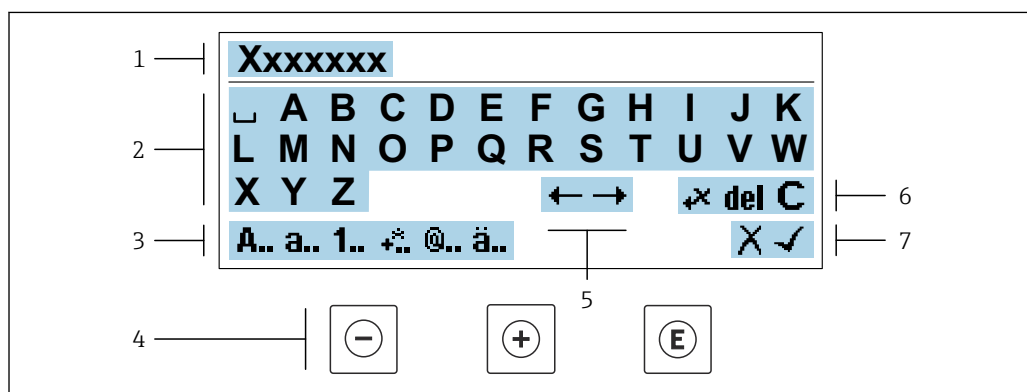 1 Xxxxxxx
2 ␣ A B C D E F G H I J K
L M N O P Q R S T U V W
X Y Z ← → del C 6
3 A.. a.. 1.. +*.. @.. ä.. X ✓ 7
5
4 − + E